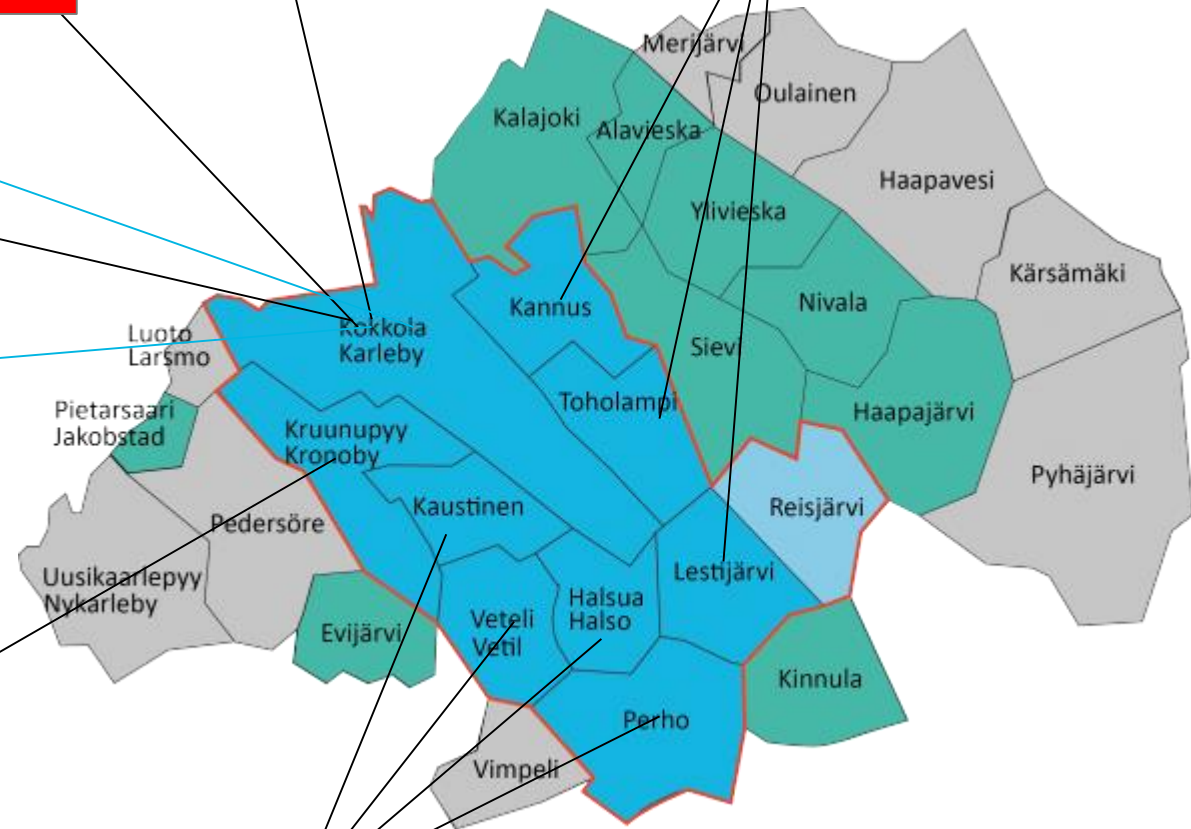 Merijärvi
Oulainen
Kalajoki
Alavieska
Haapavesi
Ylivieska
Kärsämäki
Nivala
Kannus
Kokkola
Karleby
Luoto
Larsmo
Sievi
Toholampi
Haapajärvi
Pietarsaari
Jakobstad
Kruunupyy
Kronoby
Pyhäjärvi
Kaustinen
Reisjärvi
Pedersöre
Lestijärvi
Uusikaarlepyy
Nykarleby
Halsua
Halso
Veteli
Vetil
Evijärvi
Kinnula
Perho
Vimpeli